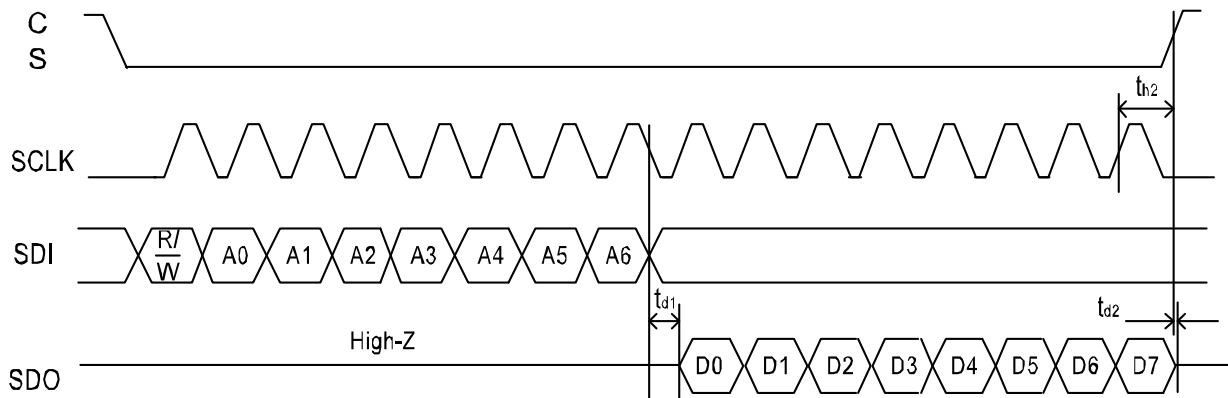 C
S
t_h2
SCLK
SDI
R/
W
A0 A1 A2 A3 A4 A5 A6
t_d1
t_d2
High-Z
SDO
D0 D1 D2 D3 D4 D5 D6 D7